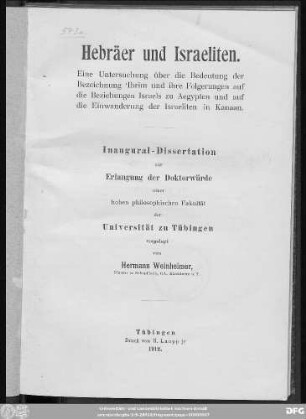 Hebräer und Israeliten.
Eine Untersuchung über die Bedeutung der
Bezeichnung 'Ibrim und ihre Folgerungen auf
die Beziehungen Israels zu Aegypten und auf
die Einwanderung der Israeliten in Kanaan.
Inaugural-Dissertation
zur
Erlangung der Doktorwürde
einer
hohen philosophischen Fakultät
der
Universität zu Tübingen
vorgelegt
von
Hermann Weinheimer,
Tübingen
Druck von H. Laupp jr